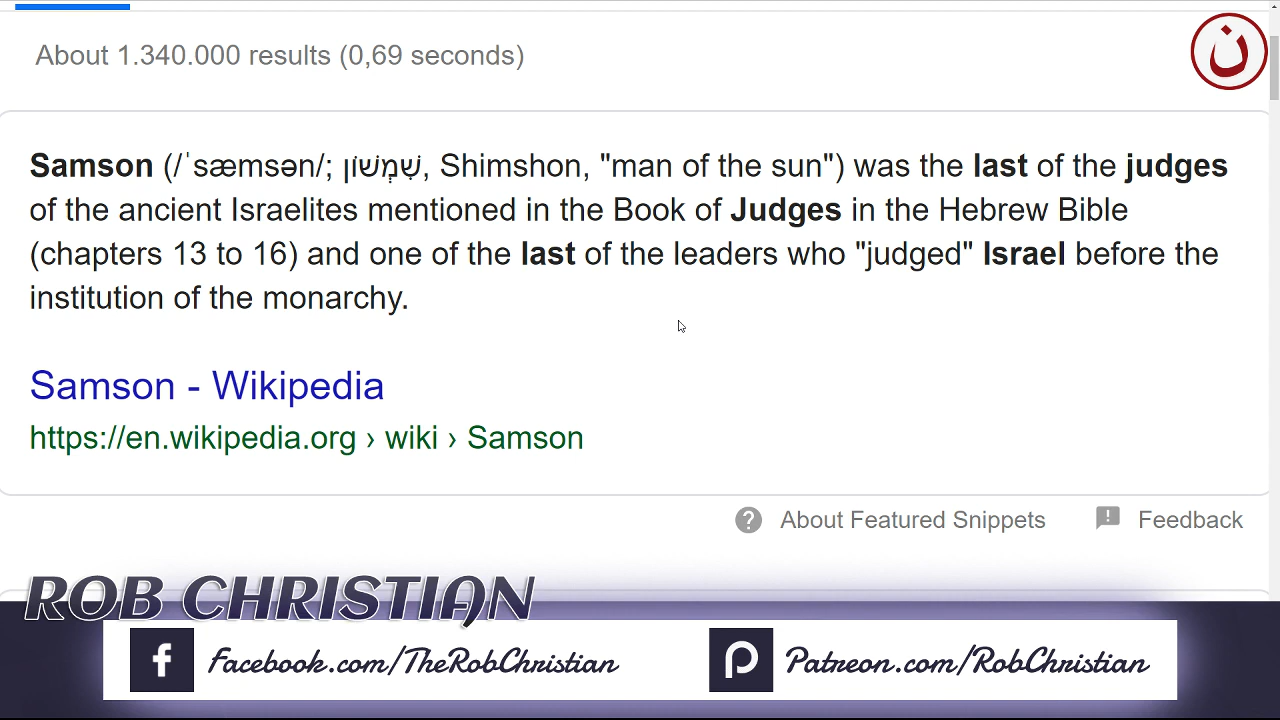 About 1.340.000 results (0,69 seconds)
ن
Samson (/ˈsæmsən/; שִׁמְשׁוֹן, Shimshon, "man of the sun") was the last of the judges
of the ancient Israelites mentioned in the Book of Judges in the Hebrew Bible
(chapters 13 to 16) and one of the last of the leaders who "judged" Israel before the
institution of the monarchy.
Samson - Wikipedia
https://en.wikipedia.org › wiki › Samson
About Featured Snippets
Feedback
ROB CHRISTIAN
Facebook.com/TheRobChristian
Patreon.com/RobChristian